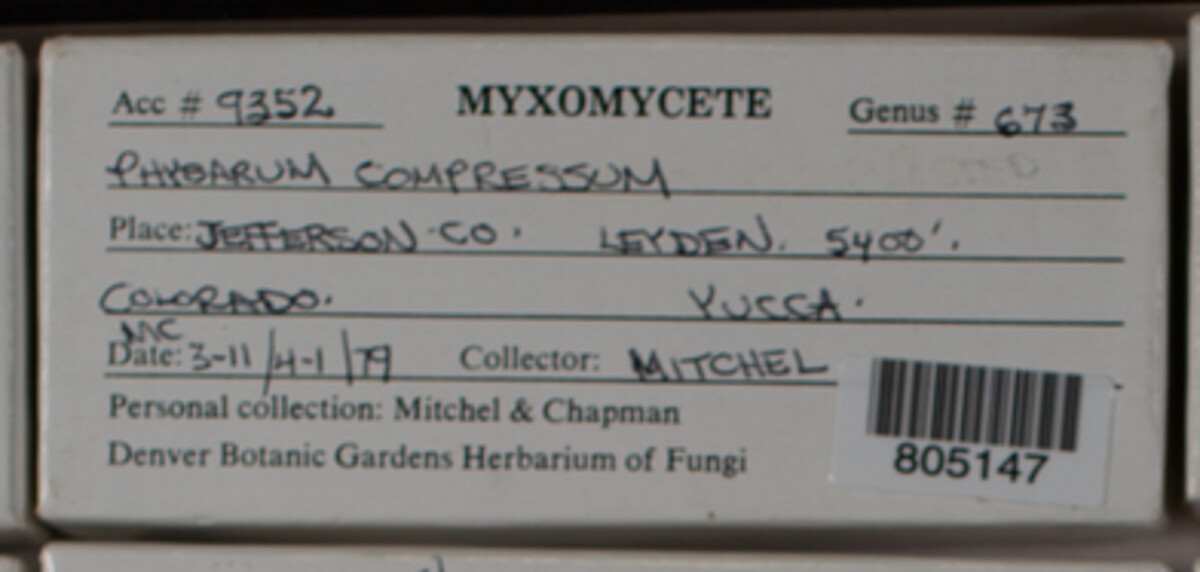 Acc # 9352 MYXOMYCETE Genus # 673
PHYSARUM COMPRESSUM
Place: JEFFERSON CO. LEYDEN. 5400'.
COLORADO. YUCCA.
MC
Date: 3-11/4-1/79 Collector: MITCHEL
Personal collection: Mitchel & Chapman
Denver Botanic Gardens Herbarium of Fungi
805147